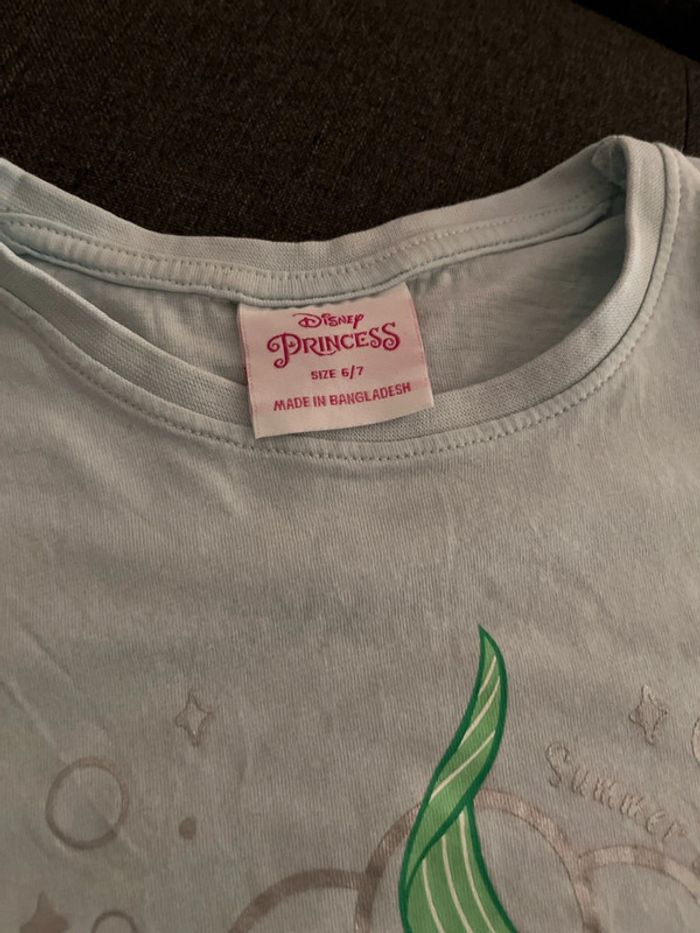 Disney
PRINCESS
SIZE 6/7
MADE IN BANGLADESH
Summer